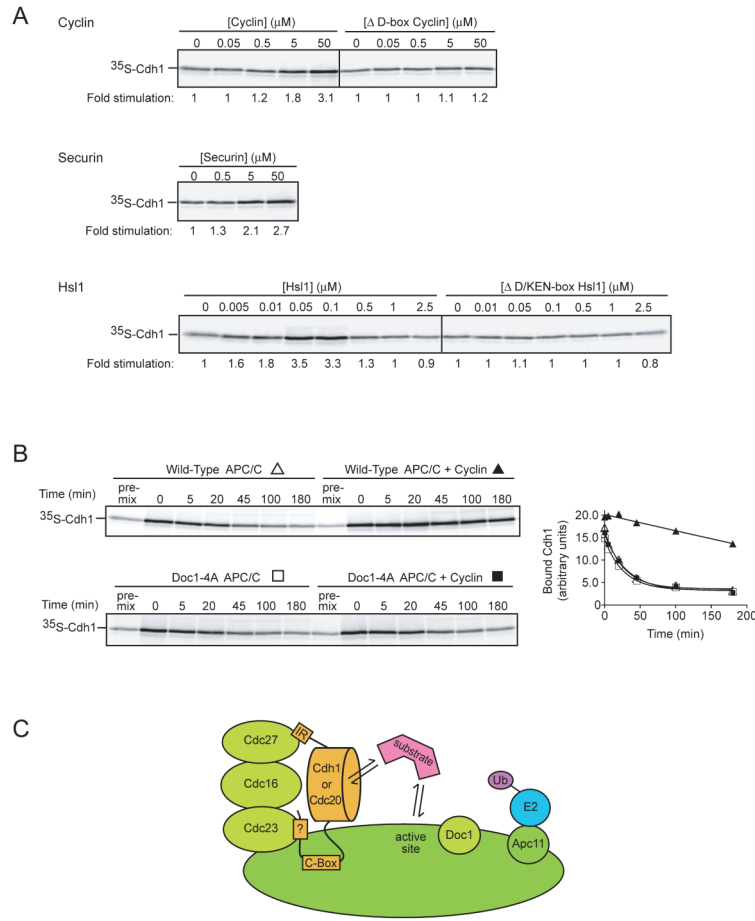 A
Cyclin
[Cyclin] (μM) [Δ D-box Cyclin] (μM)
0 0.05 0.5 5 50 0 0.05 0.5 5 50
35S-Cdh1
Fold stimulation: 1 1 1.2 1.8 3.1 1 1 1 1.1 1.2
Securin
[Securin] (μM)
0 0.5 5 50
35S-Cdh1
Fold stimulation: 1 1.3 2.1 2.7
Hsl1
[Hsl1] (μM) [Δ D/KEN-box Hsl1] (μM)
0 0.005 0.01 0.05 0.1 0.5 1 2.5 0 0.01 0.05 0.1 0.5 1 2.5
35S-Cdh1
Fold stimulation: 1 1.6 1.8 3.5 3.3 1.3 1 0.9 1 1 1.1 1 1 1 0.8
B
Wild-Type APC/C △ Wild-Type APC/C + Cyclin ▲
Time (min) pre-mix 0 5 20 45 100 180 pre-mix 0 5 20 45 100 180
35S-Cdh1
Doc1-4A APC/C □ Doc1-4A APC/C + Cyclin ■
Time (min) pre-mix 0 5 20 45 100 180 pre-mix 0 5 20 45 100 180
35S-Cdh1
Bound Cdh1
(arbitrary units)
20.0
15.0
10.0
5.0
0
0 50 100 150 200
Time (min)
C
Cdc27
IR
Cdh1
or
Cdc20
substrate
Cdc16
Ub
E2
Cdc23
?
active
site
Doc1
Apc11
C-Box